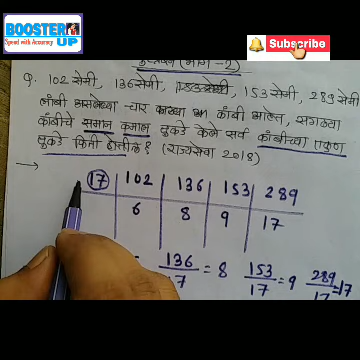 BOOSTER
UP
Speed with Accuracy
Subscribe
(भाग -2)
Q. 102 सेमी, 136 सेमी, 153 सेमी, 289 सेमी
लांबी असलेल्या चार काठ्या आहेत, सगळ्या
कांबीचे समान कमाल तुकडे केले सर्व कांबीच्या एकुण
तुकडे किती होतील? (राज्यसेवा 2018)
17 102 136 153 289
6 8 9 17
136/17 = 8 153/17 = 9 289/17 = 17